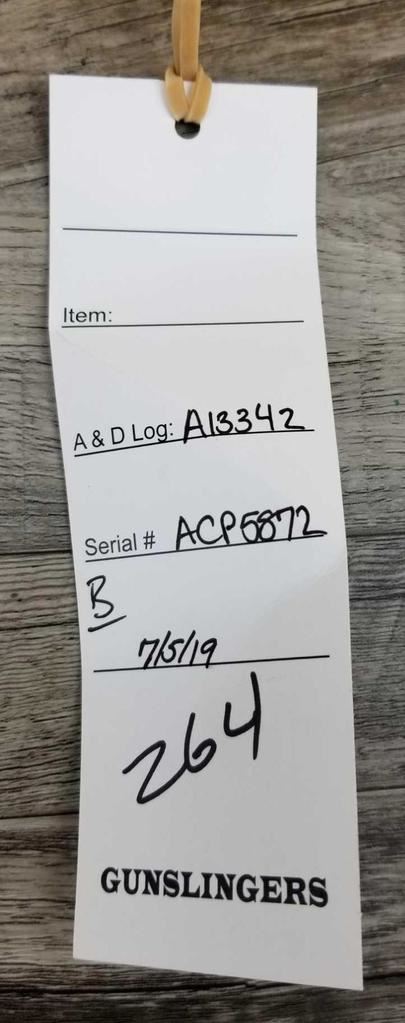 Item:
A & D Log: A13342
Serial # ACP5872
B
7/5/19
264
GUNSLINGERS